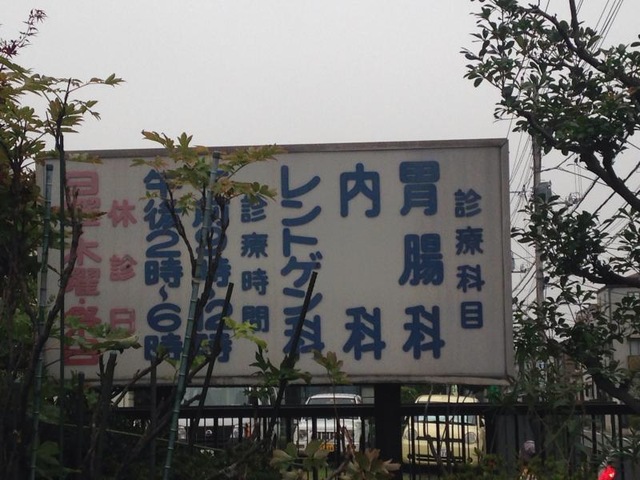 診療科目
胃腸科
内科
レントゲン科
診療時間
午後2時～6時
休診日